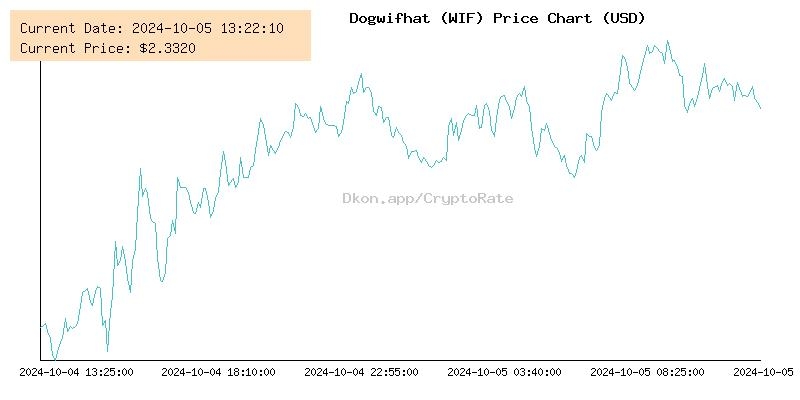 Dogwifhat (WIF) Price Chart (USD)
Current Date: 2024-10-05 13:22:10
Current Price: $2.3320
Dkon.app/CryptoRate
2024-10-04 13:25:00 2024-10-04 18:10:00 2024-10-04 22:55:00 2024-10-05 03:40:00 2024-10-05 08:25:00 2024-10-05